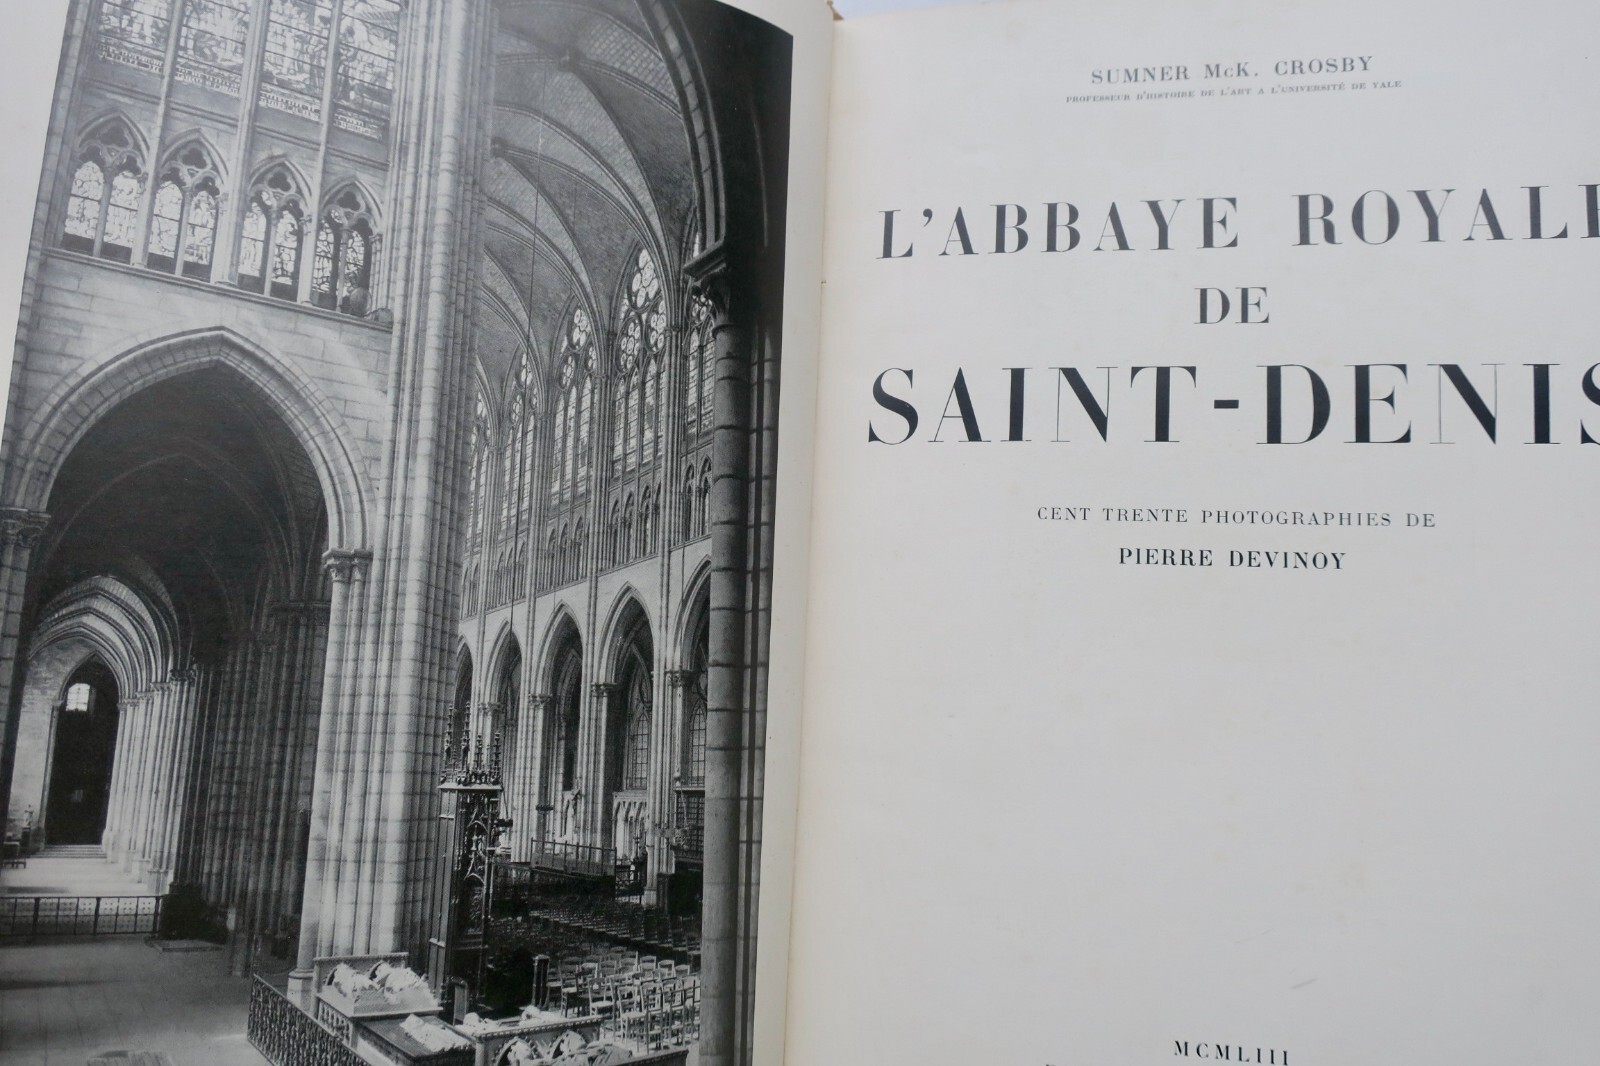 SUMNER McK. CROSBY
PROFESSEUR D'HISTOIRE DE L'ART A L'UNIVERSITÉ DE YALE
L'ABBAYE ROYALE
DE
SAINT-DENIS
CENT TRENTE PHOTOGRAPHIES DE
PIERRE DEVINOY
MCMLIII